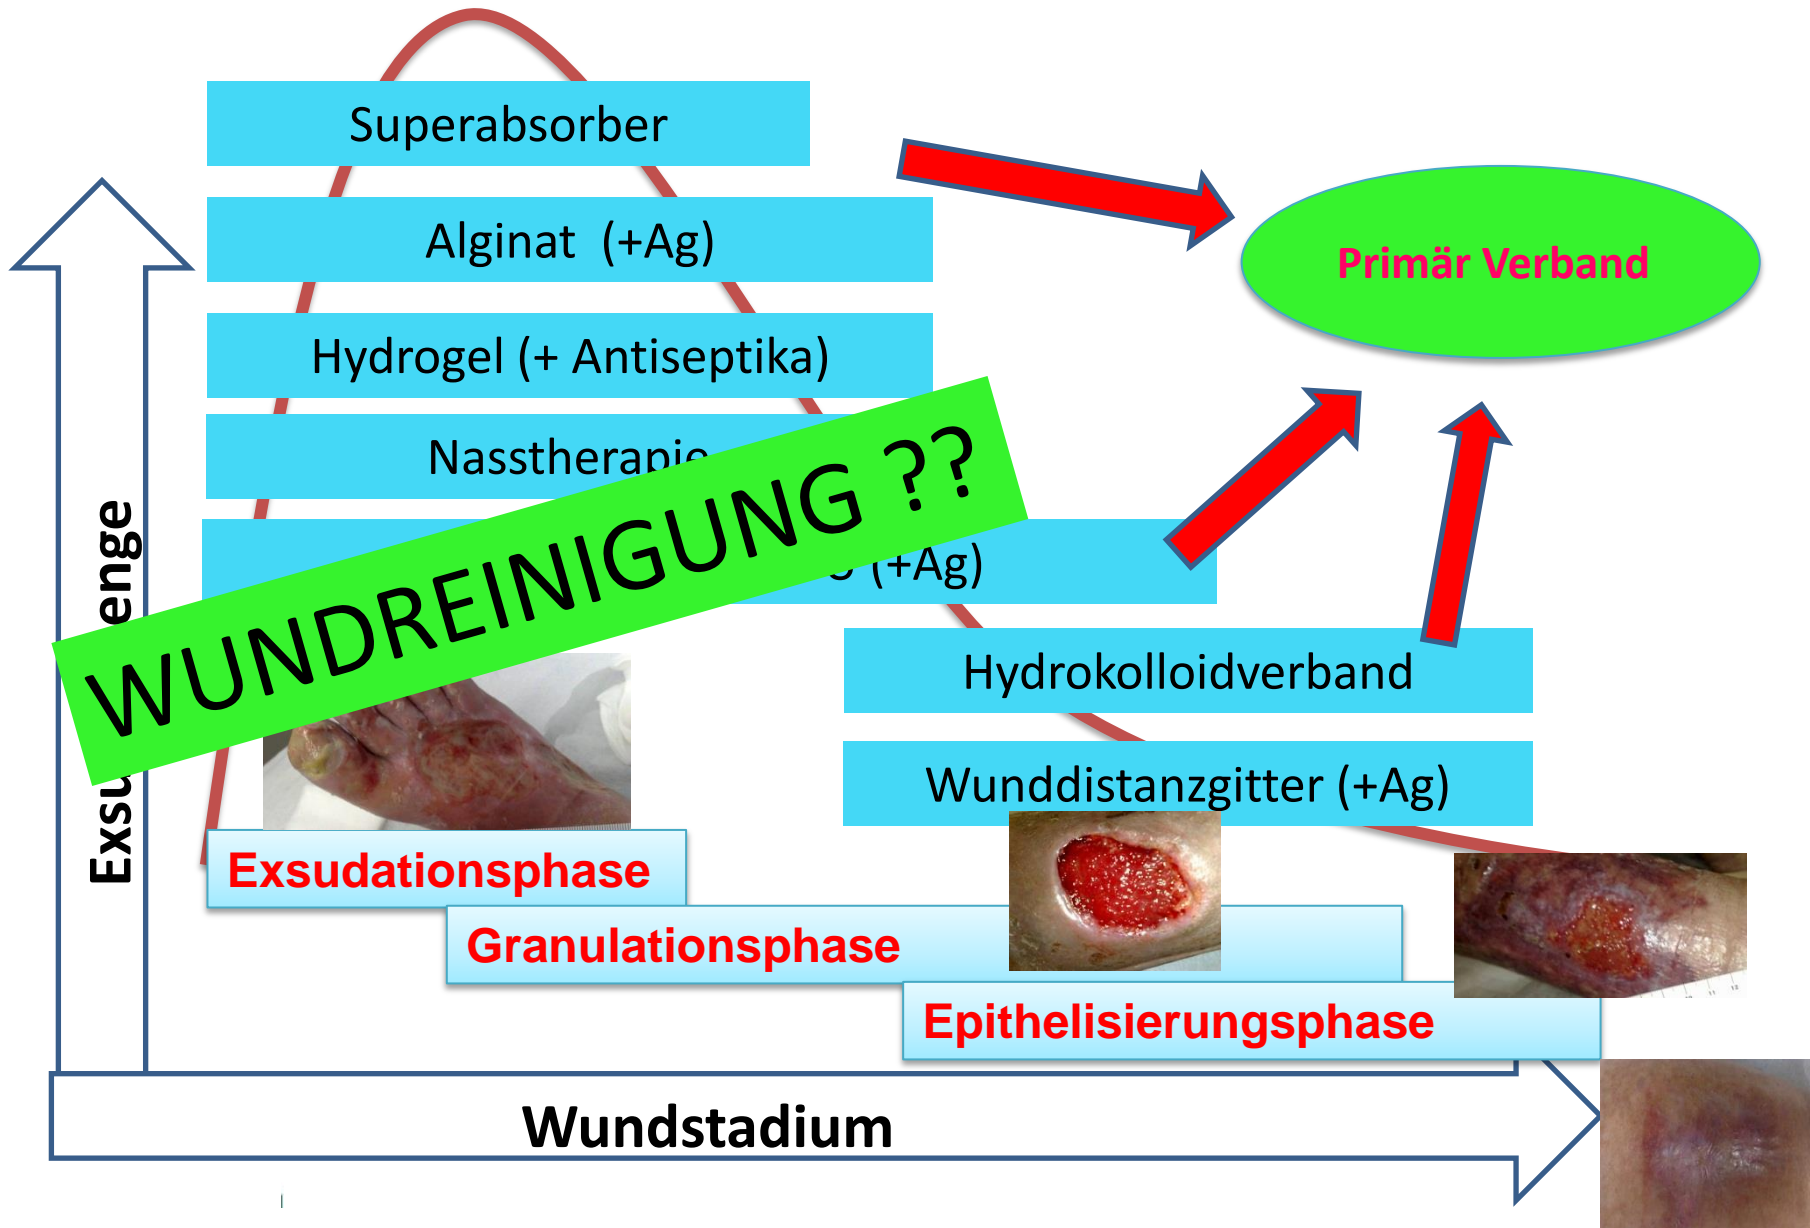 Superabsorber
Alginat (+Ag)
Primär Verband
Hydrogel (+ Antiseptika)
Nasstherapie
WUNDREINIGUNG ??
(+Ag)
Hydrokolloidverband
Wunddistanzgitter (+Ag)
Exsudationsphase
Granulationsphase
Epithelisierungsphase
Wundstadium